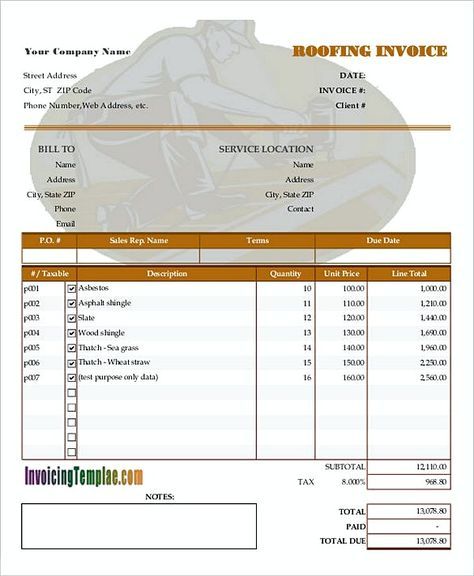 Your Company Name ROOFING INVOICE
Street Address DATE:
City, ST ZIP Code INVOICE #:
Phone Number,Web Address, etc. Client #
BILL TO SERVICE LOCATION
Name Name
Address Address
City, State ZIP City, State ZIP
Phone Contact
Email
P.O. # Sales Rep. Name Terms Due Date
# / Taxable Description Quantity Unit Price Line Total
p001 Asbestos 10 100.00 1,000.00
p002 Asphalt shingle 11 110.00 1,210.00
p003 Slate 12 120.00 1,440.00
p004 Wood shingle 13 130.00 1,690.00
p005 Thatch - Sea grass 14 140.00 1,960.00
p006 Thatch - Wheat straw 15 150.00 2,250.00
p007 (test purpose only data) 16 160.00 2,560.00
SUBTOTAL 12,110.00
InvoicingTemplae.com
TAX 8.000% 968.80
NOTES:
TOTAL 13,078.80
PAID -
TOTAL DUE 13,078.80